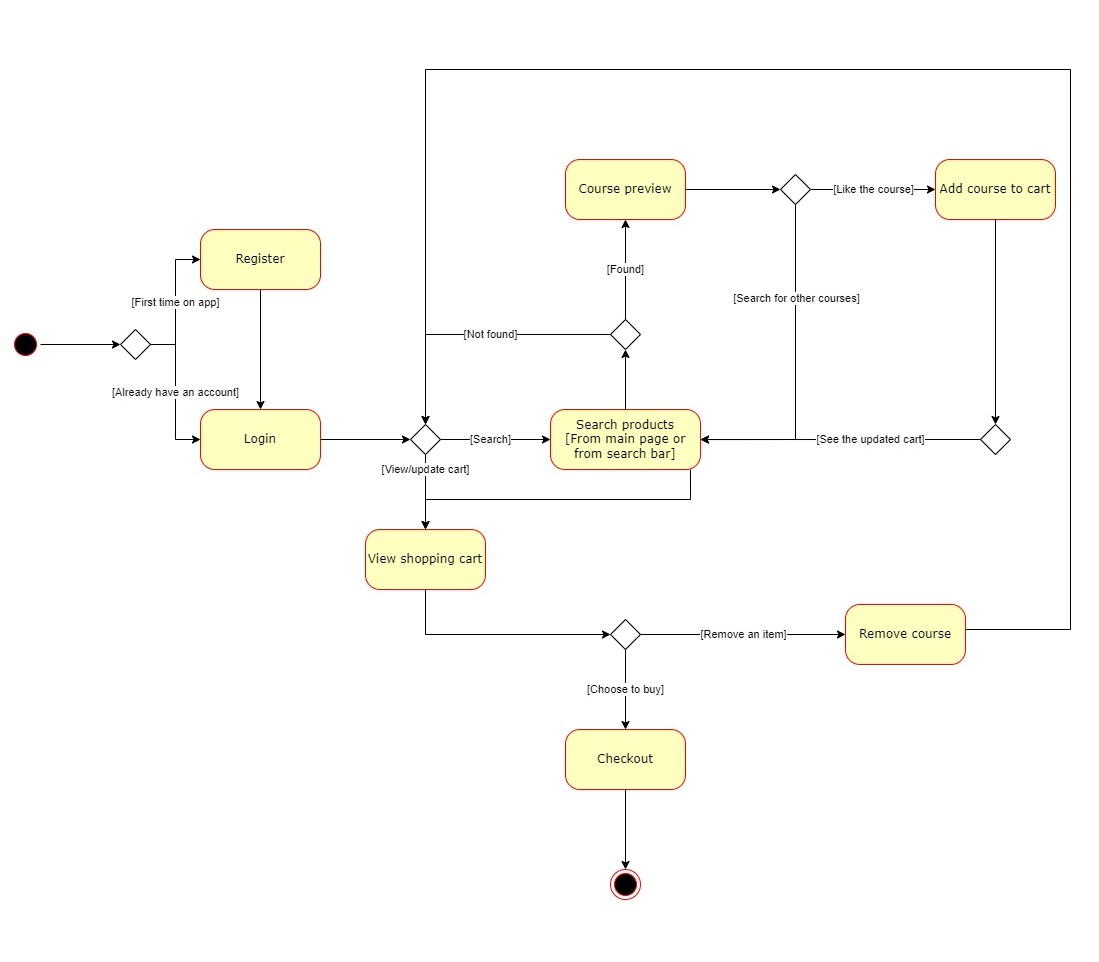 Course preview
[Like the course]
Add course to cart
Register
[Found]
[First time on app]
[Search for other courses]
[Not found]
[Already have an account]
Login
[Search]
Search products
[From main page or
from search bar]
[See the updated cart]
[View/update cart]
View shopping cart
[Remove an item]
Remove course
[Choose to buy]
Checkout